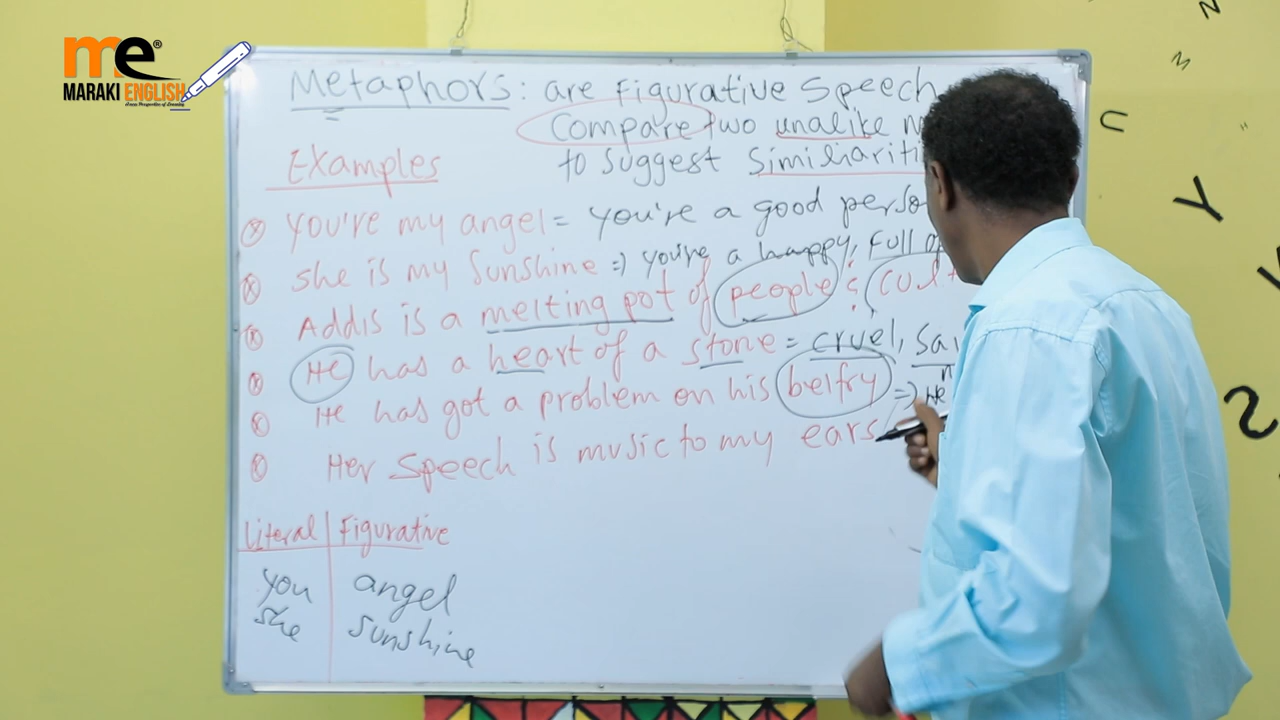 me®
MARAKI ENGLISH
Metaphors: are Figurative Speech
Compare two unalike
to suggest similiariti
Examples
You're my angel = You're a good perso
she is my Sunshine => you're a happy, Full of
Addis is a melting pot of people & cult
He has a heart of a stone = cruel,
He has got a problem on his belfry => He
Her Speech is music to my ears
Literal Figurative
you angel
she sunshine